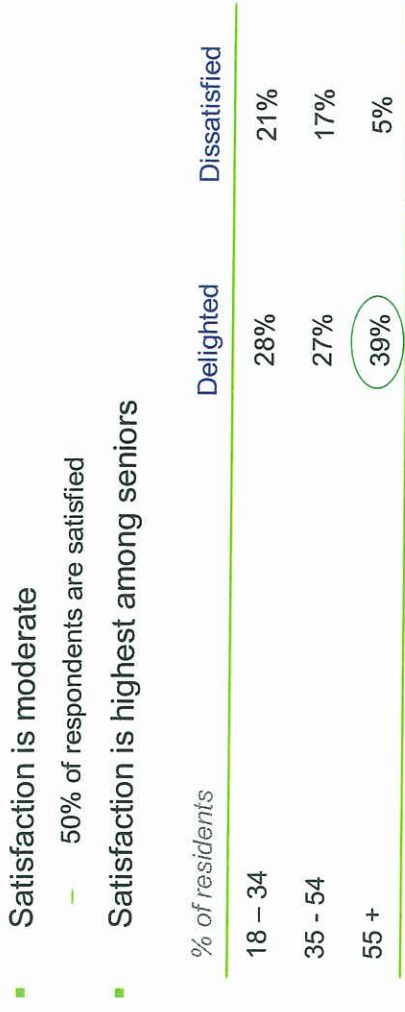 ▪ Satisfaction is moderate
– 50% of respondents are satisfied
▪ Satisfaction is highest among seniors
% of residents Delighted Dissatisfied
18 – 34 28% 21%
35 - 54 27% 17%
55 + 39% 5%